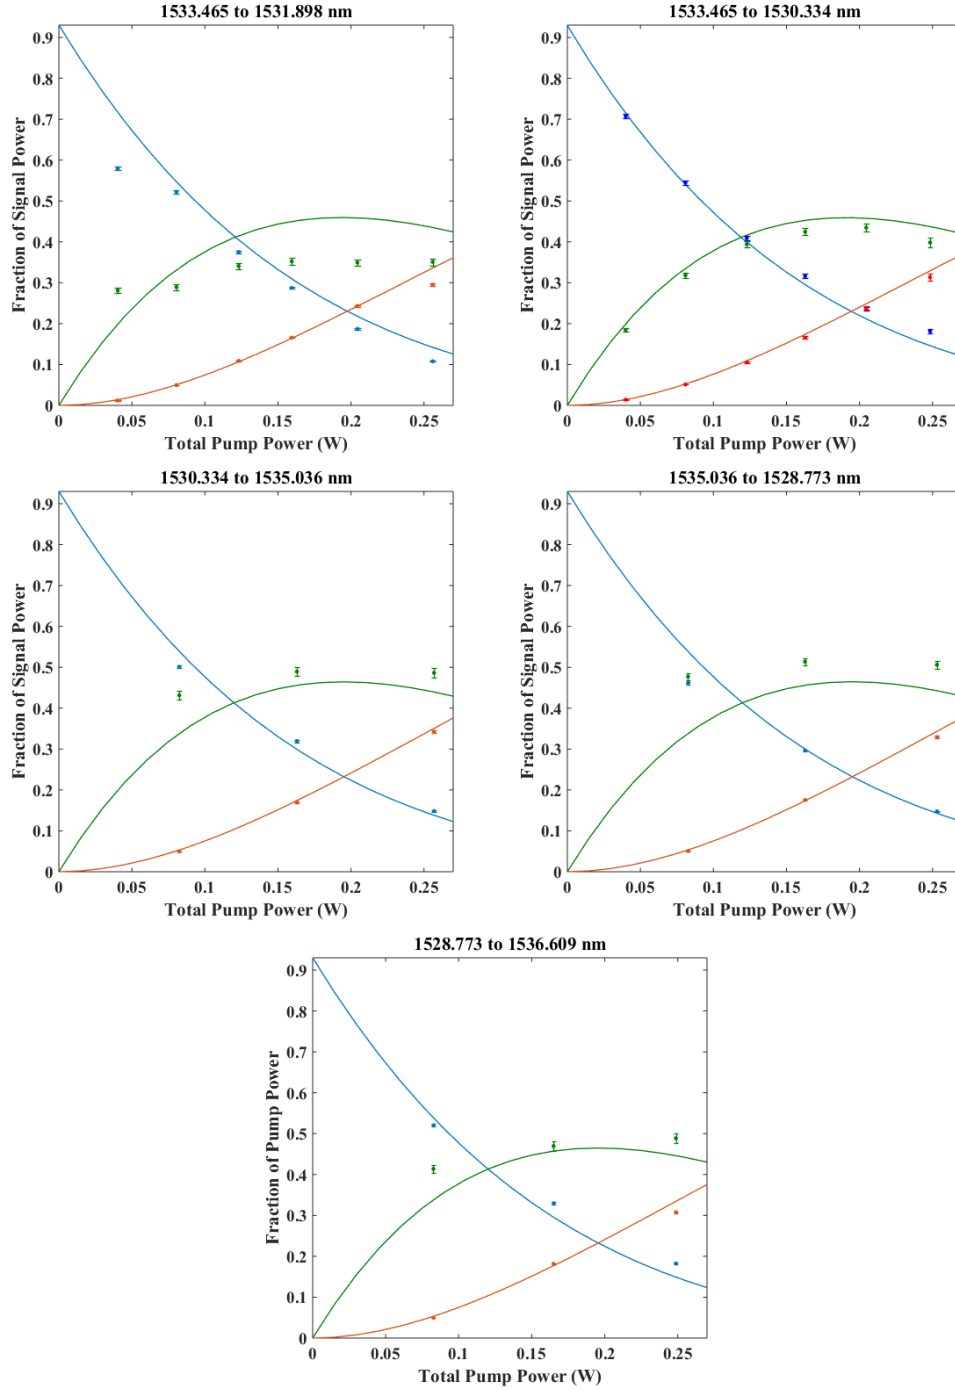 1533.465 to 1531.898 nm
Fraction of Signal Power
0.9
0.8
0.7
0.6
0.5
0.4
0.3
0.2
0.1
0
0 0.05 0.1 0.15 0.2 0.25
Total Pump Power (W)
1533.465 to 1530.334 nm
Fraction of Signal Power
0.9
0.8
0.7
0.6
0.5
0.4
0.3
0.2
0.1
0
0 0.05 0.1 0.15 0.2 0.25
Total Pump Power (W)
1530.334 to 1535.036 nm
Fraction of Signal Power
0.9
0.8
0.7
0.6
0.5
0.4
0.3
0.2
0.1
0
0 0.05 0.1 0.15 0.2 0.25
Total Pump Power (W)
1535.036 to 1528.773 nm
Fraction of Signal Power
0.9
0.8
0.7
0.6
0.5
0.4
0.3
0.2
0.1
0
0 0.05 0.1 0.15 0.2 0.25
Total Pump Power (W)
1528.773 to 1536.609 nm
Fraction of Pump Power
0.9
0.8
0.7
0.6
0.5
0.4
0.3
0.2
0.1
0
0 0.05 0.1 0.15 0.2 0.25
Total Pump Power (W)